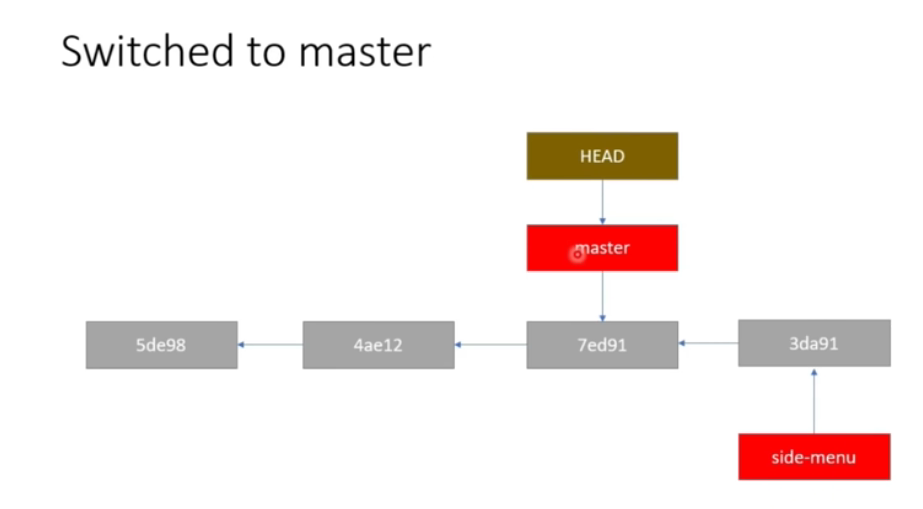 Switched to master
HEAD
master
5de98
4ae12
7ed91
3da91
side-menu